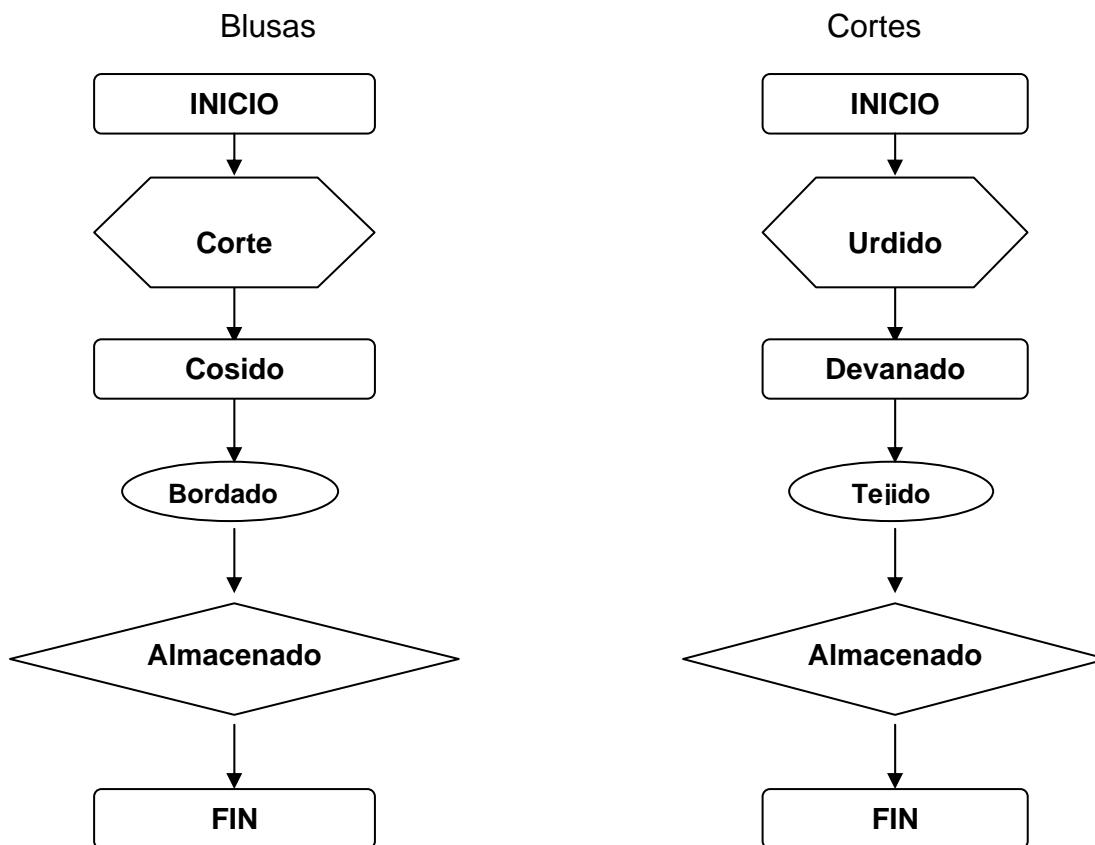 Blusas
INICIO
Corte
Cosido
Bordado
Almacenado
FIN
Cortes
INICIO
Urdido
Devanado
Tejido
Almacenado
FIN